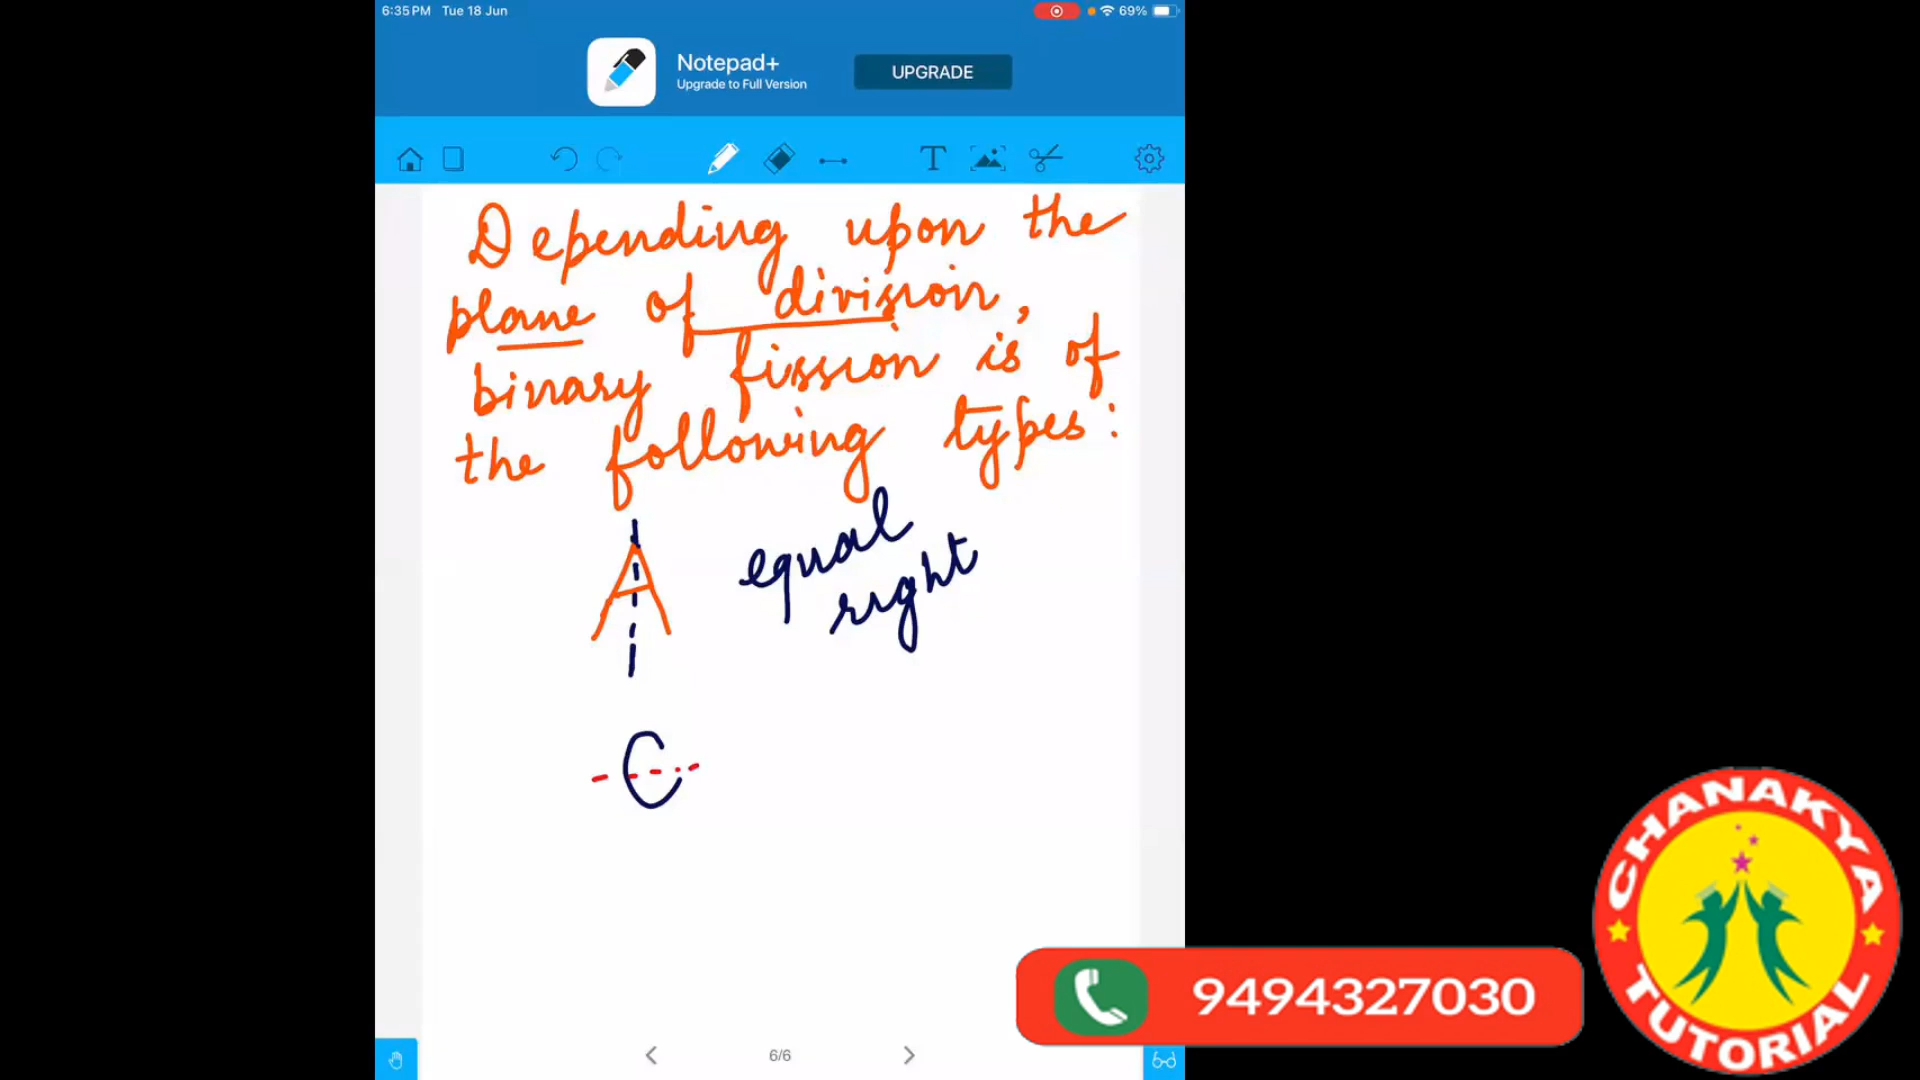 6:35 PM Tue 18 Jun
69%
Notepad+
Upgrade to Full Version
UPGRADE
T
Depending upon the
plane of division,
binary fission is of
the following types:
A
equal
right
C
6/6
9494327030
CHANAKYA
TUTORIAL